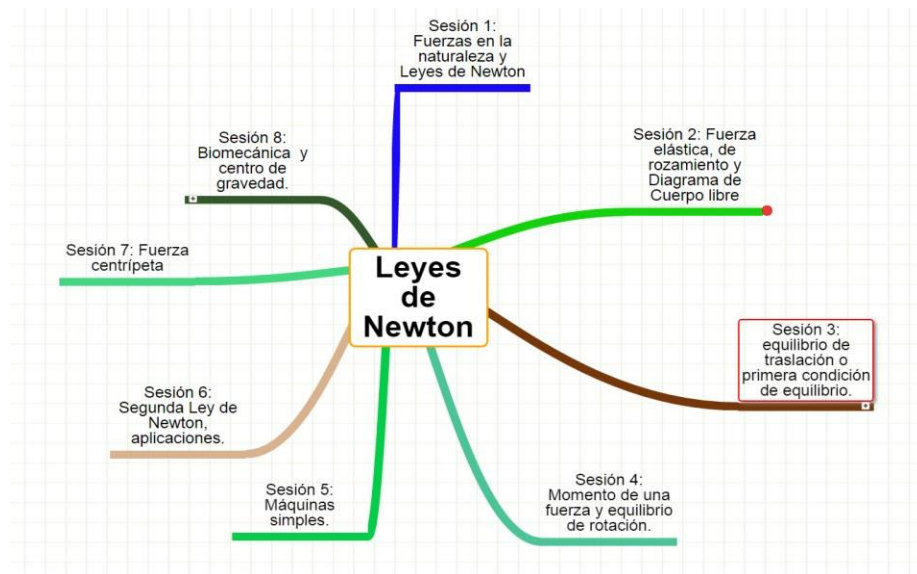 Sesión 1:
Fuerzas en la
naturaleza y
Leyes de Newton
Sesión 2: Fuerza
elástica, de
rozamiento y
Diagrama de
Cuerpo libre
Sesión 3:
equilibrio de
traslación o
primera condición
de equilibrio.
Sesión 4:
Momento de una
fuerza y equilibrio
de rotación.
Sesión 5:
Máquinas
simples.
Sesión 6:
Segunda Ley de
Newton,
aplicaciones.
Sesión 7: Fuerza
centrípeta
Sesión 8:
Biomecánica y
centro de
gravedad.
Leyes
de
Newton